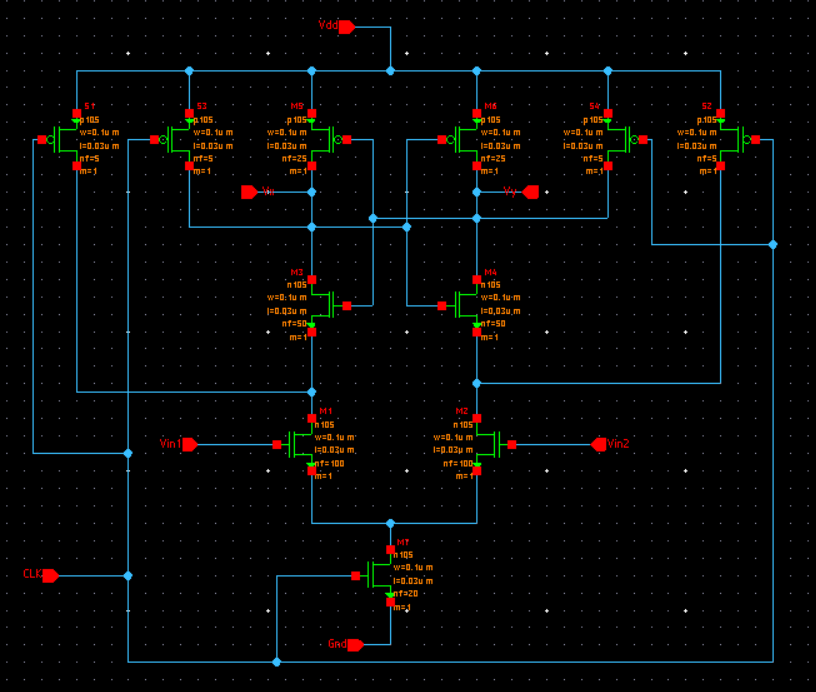 Vdd
S1
p105
w=0.1u m
l=0.03u m
nf=5
m=1
S3
p105
w=0.1u m
l=0.03u m
nf=5
m=1
M5
p105
w=0.1u m
l=0.03u m
nf=25
m=1
M6
p105
w=0.1u m
l=0.03u m
nf=25
m=1
S4
p105
w=0.1u m
l=0.03u m
nf=5
m=1
S2
p105
w=0.1u m
l=0.03u m
nf=5
m=1
Vy
M3
n105
w=0.1u m
l=0.03u m
nf=50
m=1
M4
n105
w=0.1u m
l=0.03u m
nf=50
m=1
Vin1
M1
n105
w=0.1u m
l=0.03u m
nf=100
m=1
M2
n105
w=0.1u m
l=0.03u m
nf=100
m=1
Vin2
CLK
M7
n105
w=0.1u m
l=0.03u m
nf=20
m=1
Gnd